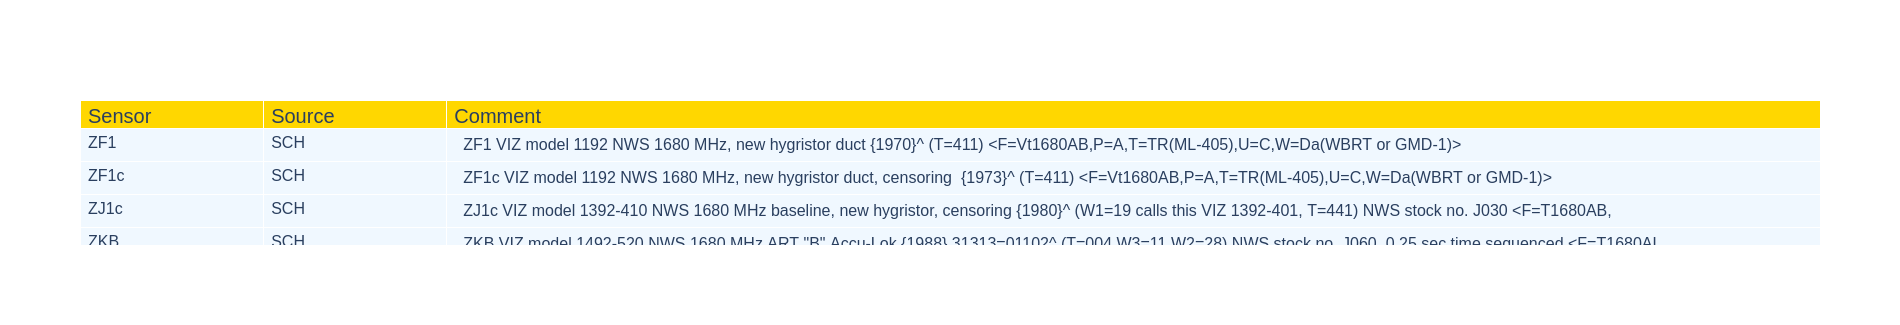 Sensor Source Comment
ZF1 SCH ZF1 VIZ model 1192 NWS 1680 MHz, new hygristor duct {1970}^ (T=411) <F=Vt1680AB,P=A,T=TR(ML-405),U=C,W=Da(WBRT or GMD-1)>
ZF1c SCH ZF1c VIZ model 1192 NWS 1680 MHz, new hygristor duct, censoring  {1973}^ (T=411) <F=Vt1680AB,P=A,T=TR(ML-405),U=C,W=Da(WBRT or GMD-1)>
ZJ1c SCH ZJ1c VIZ model 1392-410 NWS 1680 MHz baseline, new hygristor, censoring {1980}^ (W1=19 calls this VIZ 1392-401, T=441) NWS stock no. J030 <F=T1680AB,
ZKB SCH ZKB VIZ model 1492-520 NWS 1680 MHz ART "B" Accu-Lok {1988} 31313=01102^ (T=004,W3=11,W2=28) NWS stock no. J060, 0.25 sec time sequenced